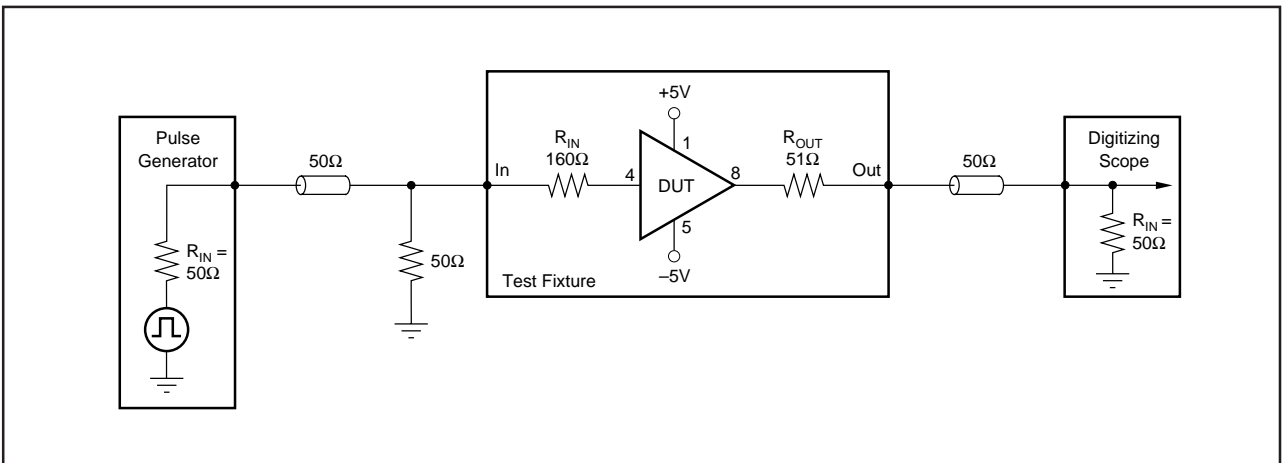 Pulse
Generator
R_IN =
50Ω
50Ω
50Ω
In
R_IN
160Ω
4
+5V
1
DUT
8
5
–5V
R_OUT
51Ω
Out
Test Fixture
50Ω
Digitizing
Scope
R_IN =
50Ω